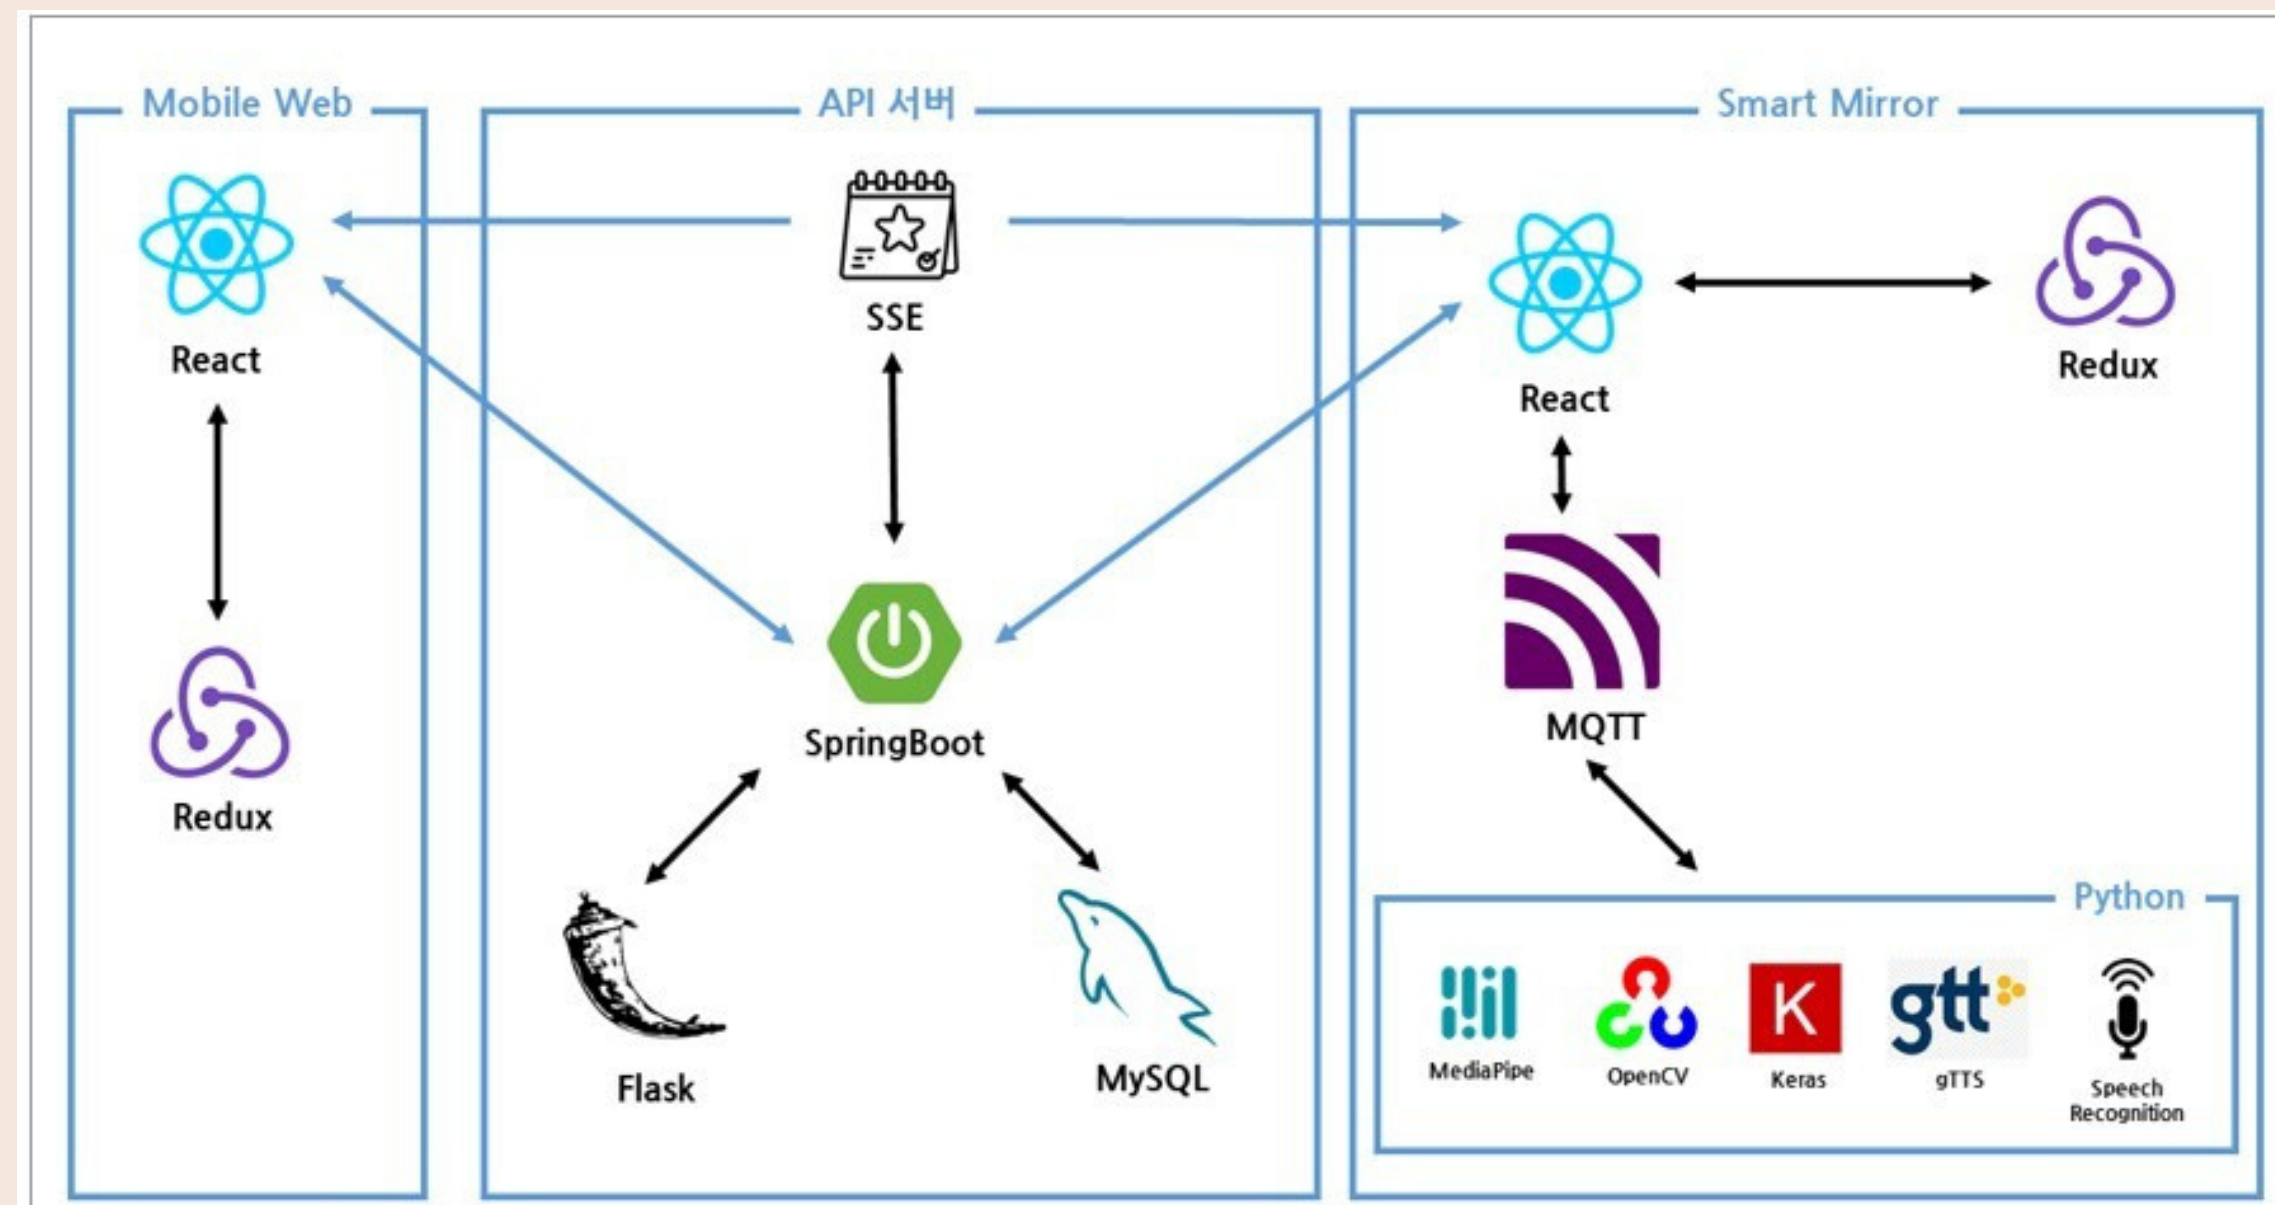 Mobile Web
React
Redux
API 서버
SSE
SpringBoot
Flask
MySQL
Smart Mirror
React
Redux
MQTT
Python
MediaPipe
OpenCV
K
Keras
gtt
gTTS
Speech
Recognition